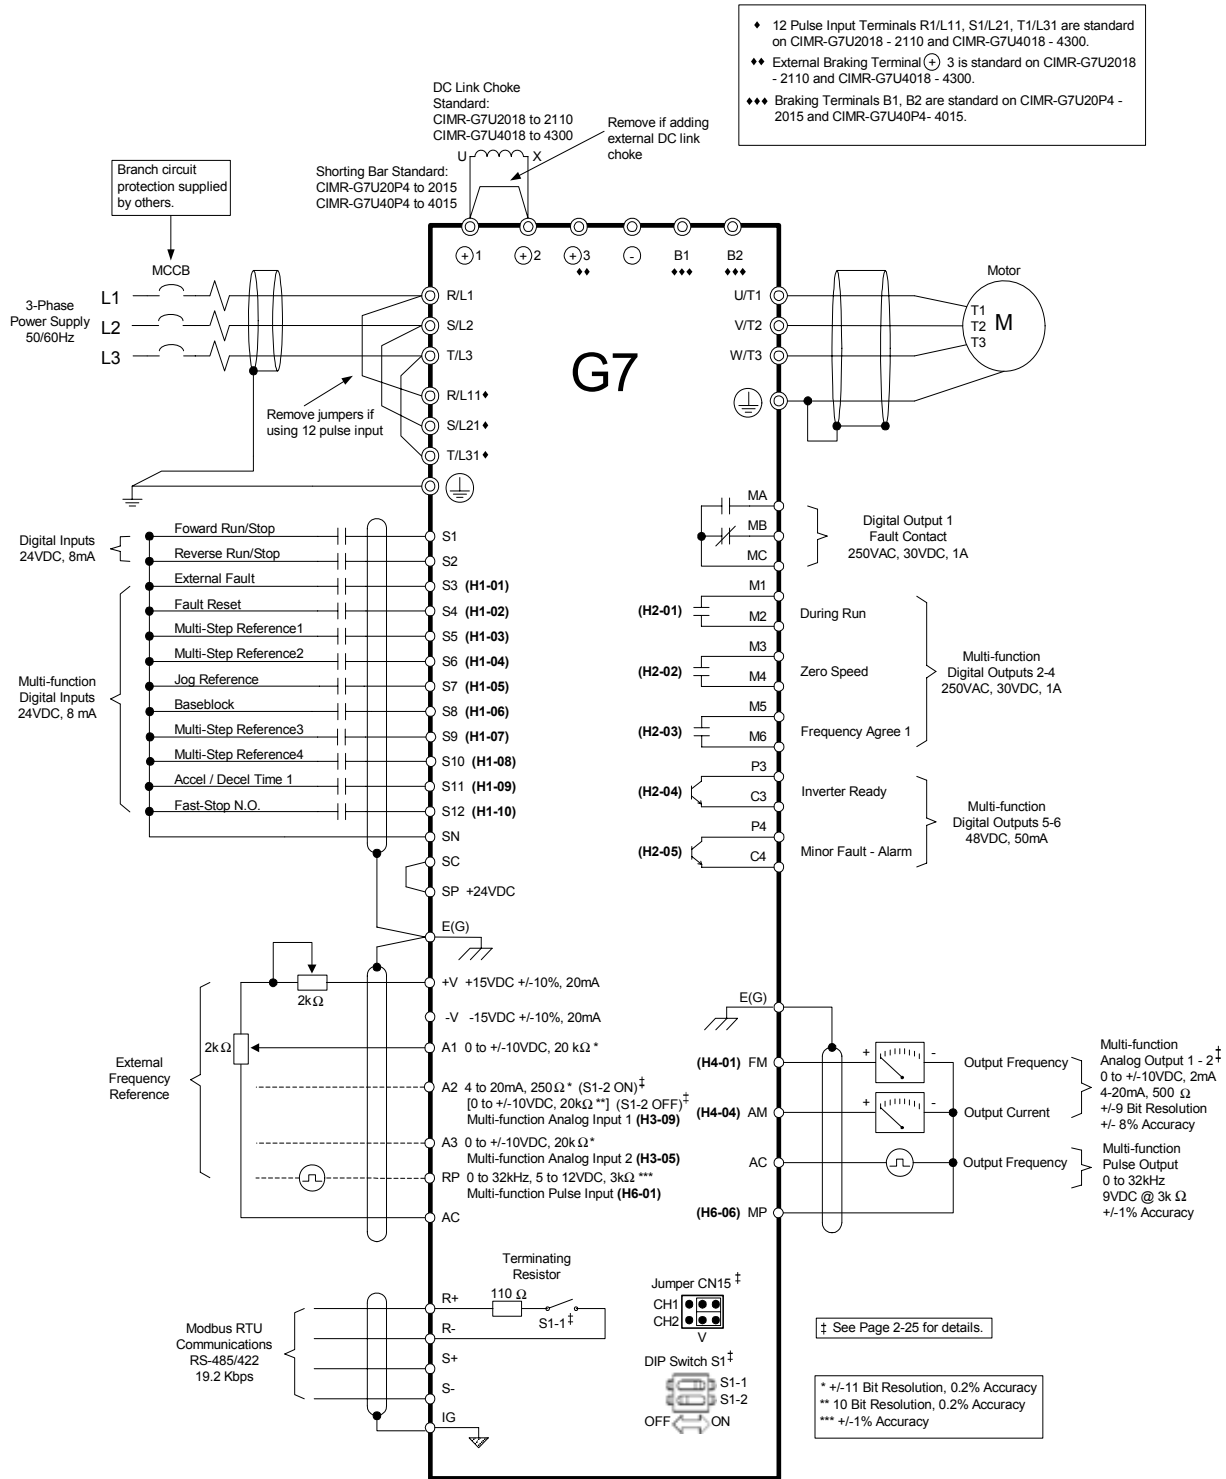 ♦ 12 Pulse Input Terminals R1/L11, S1/L21, T1/L31 are standard
on CIMR-G7U2018 - 2110 and CIMR-G7U4018 - 4300.
♦♦ External Braking Terminal (+) 3 is standard on CIMR-G7U2018
- 2110 and CIMR-G7U4018 - 4300.
♦♦♦ Braking Terminals B1, B2 are standard on CIMR-G7U20P4 -
2015 and CIMR-G7U40P4- 4015.
DC Link Choke
Standard:
CIMR-G7U2018 to 2110
CIMR-G7U4018 to 4300
Remove if adding
external DC link
choke
U X
Shorting Bar Standard:
CIMR-G7U20P4 to 2015
CIMR-G7U40P4 to 4015
Branch circuit
protection supplied
by others.
MCCB
3-Phase
Power Supply
50/60Hz
L1
L2
L3
(+) 1
(+) 2
(+) 3
♦♦
(-)
B1
♦♦♦
B2
♦♦♦
R/L1
S/L2
T/L3
R/L11♦
S/L21♦
T/L31♦
Remove jumpers if
using 12 pulse input
G7
U/T1
V/T2
W/T3
Motor
T1
T2
T3
M
Digital Inputs
24VDC, 8mA
Foward Run/Stop
S1
Reverse Run/Stop
S2
Multi-function
Digital Inputs
24VDC, 8 mA
External Fault
S3 (H1-01)
Fault Reset
S4 (H1-02)
Multi-Step Reference1
S5 (H1-03)
Multi-Step Reference2
S6 (H1-04)
Jog Reference
S7 (H1-05)
Baseblock
S8 (H1-06)
Multi-Step Reference3
S9 (H1-07)
Multi-Step Reference4
S10 (H1-08)
Accel / Decel Time 1
S11 (H1-09)
Fast-Stop N.O.
S12 (H1-10)
SN
SC
SP +24VDC
E(G)
MA
MB
MC
Digital Output 1
Fault Contact
250VAC, 30VDC, 1A
M1
(H2-01)
M2
During Run
M3
(H2-02)
M4
Zero Speed
M5
(H2-03)
M6
Frequency Agree 1
Multi-function
Digital Outputs 2-4
250VAC, 30VDC, 1A
P3
(H2-04)
C3
Inverter Ready
P4
(H2-05)
C4
Minor Fault - Alarm
Multi-function
Digital Outputs 5-6
48VDC, 50mA
External
Frequency
Reference
2kΩ
2kΩ
+V +15VDC +/-10%, 20mA
-V -15VDC +/-10%, 20mA
A1 0 to +/-10VDC, 20 kΩ *
A2 4 to 20mA, 250Ω * (S1-2 ON)‡
[0 to +/-10VDC, 20kΩ **] (S1-2 OFF)‡
Multi-function Analog Input 1 (H3-09)
A3 0 to +/-10VDC, 20kΩ *
Multi-function Analog Input 2 (H3-05)
RP 0 to 32kHz, 5 to 12VDC, 3kΩ ***
Multi-function Pulse Input (H6-01)
AC
E(G)
(H4-01) FM
+ -
Output Frequency
(H4-04) AM
+ -
Output Current
Multi-function
Analog Output 1 - 2‡
0 to +/-10VDC, 2mA
4-20mA, 500 Ω
+/-9 Bit Resolution
+/- 8% Accuracy
AC
Output Frequency
(H6-06) MP
Multi-function
Pulse Output
0 to 32kHz
9VDC @ 3k Ω
+/-1% Accuracy
Modbus RTU
Communications
RS-485/422
19.2 Kbps
R+
R-
S+
S-
IG
Terminating
Resistor
110 Ω
S1-1‡
Jumper CN15 ‡
CH1
CH2
V
DIP Switch S1‡
S1-1
S1-2
OFF ON
‡ See Page 2-25 for details.
* +/-11 Bit Resolution, 0.2% Accuracy
** 10 Bit Resolution, 0.2% Accuracy
*** +/-1% Accuracy